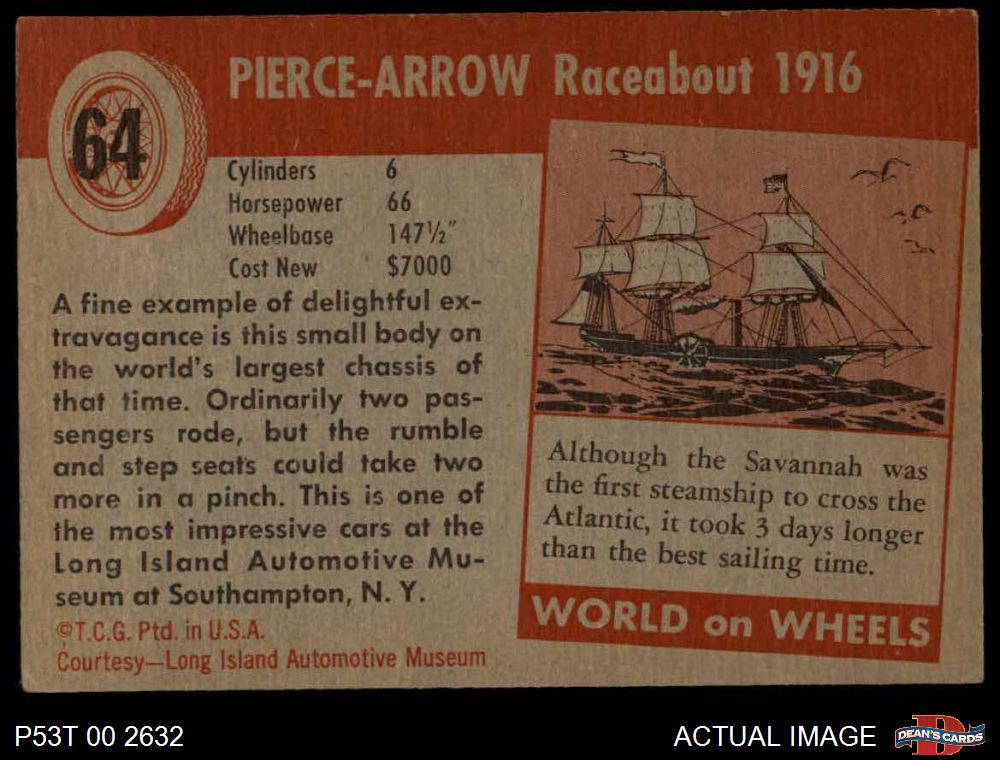 64
PIERCE-ARROW Raceabout 1916
Cylinders 6
Horsepower 66
Wheelbase 147½"
Cost New $7000
A fine example of delightful ex-
travagance is this small body on
the world's largest chassis of
that time. Ordinarily two pas-
sengers rode, but the rumble
and step seats could take two
more in a pinch. This is one of
the most impressive cars at the
Long Island Automotive Mu-
seum at Southampton, N. Y.
©T.C.G. Ptd. in U.S.A.
Courtesy—Long Island Automotive Museum
Although the Savannah was
the first steamship to cross the
Atlantic, it took 3 days longer
than the best sailing time.
WORLD on WHEELS
P53T 00 2632
ACTUAL IMAGE
D
DEAN'S CARDS